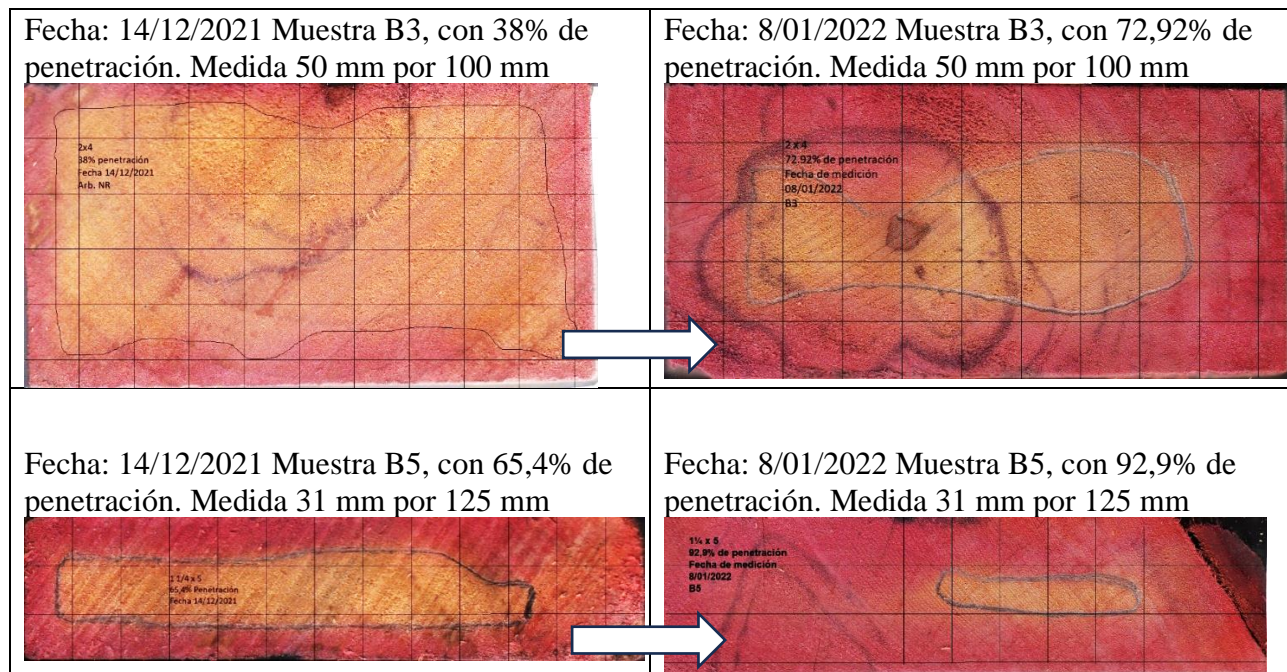 Fecha: 14/12/2021 Muestra B3, con 38% de
penetración. Medida 50 mm por 100 mm
2x4
38% penetración
Fecha 14/12/2021
Arb. NR
Fecha: 8/01/2022 Muestra B3, con 72,92% de
penetración. Medida 50 mm por 100 mm
2 x 4
72.92% de penetración
Fecha de medición
08/01/2022
B3
Fecha: 14/12/2021 Muestra B5, con 65,4% de
penetración. Medida 31 mm por 125 mm
1 1/4 x 5
65,4% Penetración
Fecha 14/12/2021
Fecha: 8/01/2022 Muestra B5, con 92,9% de
penetración. Medida 31 mm por 125 mm
1¼ x 5
92,9% de penetración
Fecha de medición
8/01/2022
B5